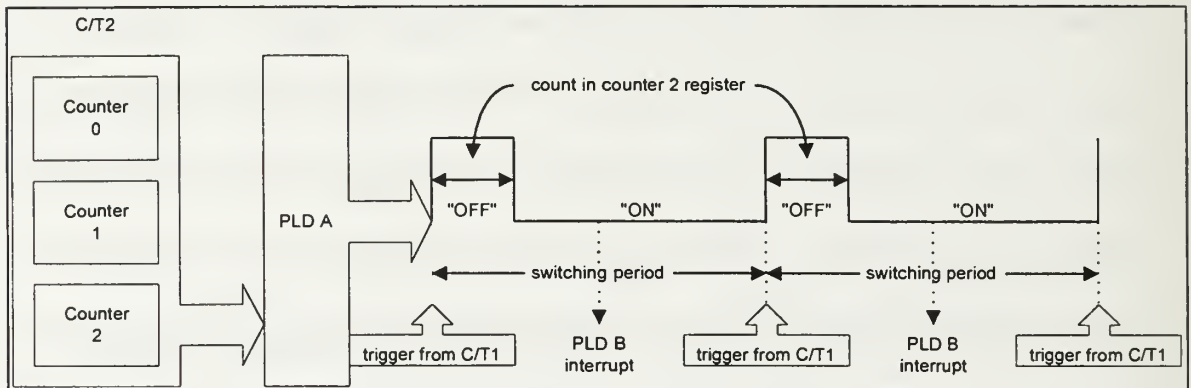 C/T2
Counter
0
Counter
1
Counter
2
PLD A
count in counter 2 register
"OFF"
"ON"
"OFF"
"ON"
switching period
switching period
trigger from C/T1
PLD B
interrupt
trigger from C/T1
PLD B
interrupt
trigger from C/T1